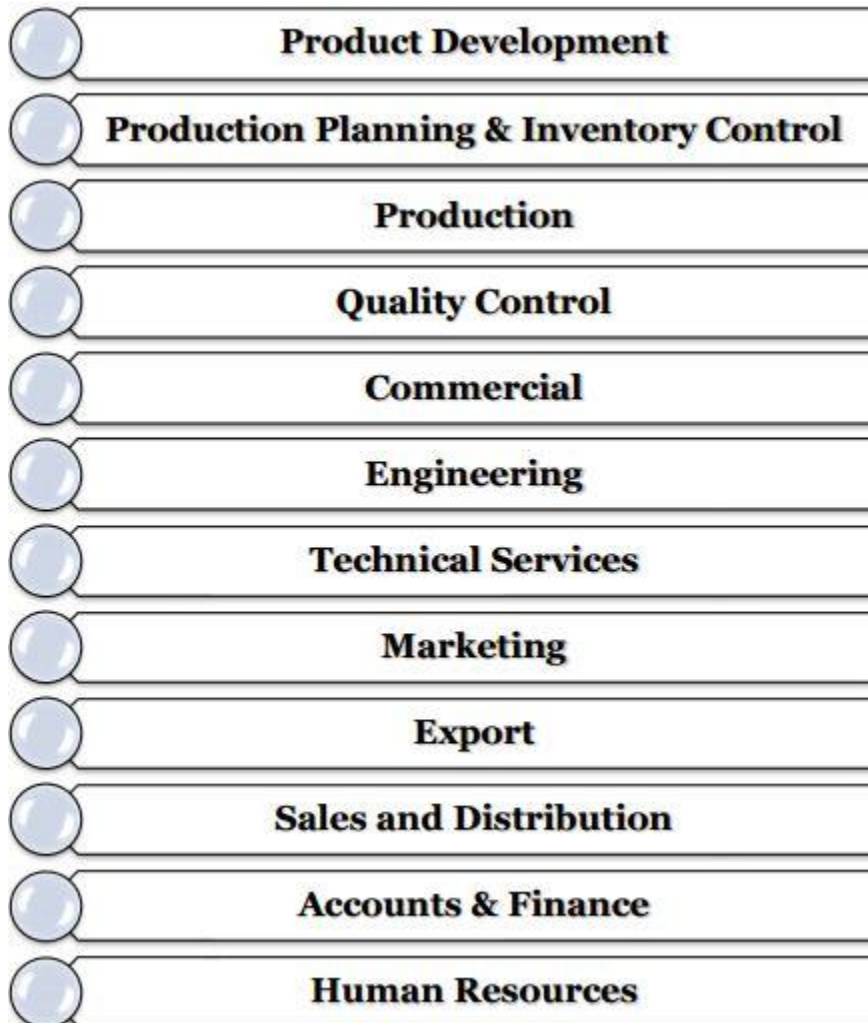 Product Development
Production Planning & Inventory Control
Production
Quality Control
Commercial
Engineering
Technical Services
Marketing
Export
Sales and Distribution
Accounts & Finance
Human Resources